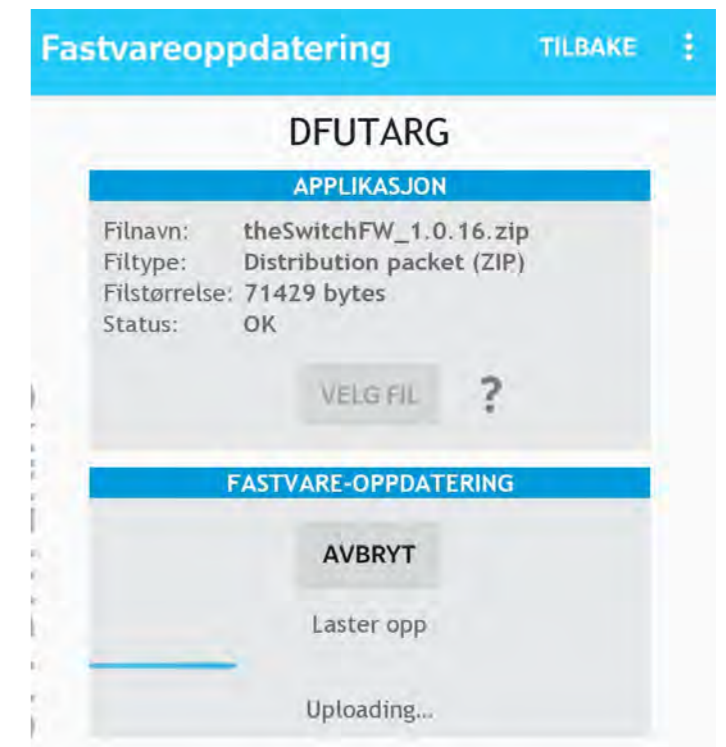 Fastvareoppdatering TILBAKE
DFUTARG
APPLIKASJON
Filnavn: theSwitchFW_1.0.16.zip
Filtype: Distribution packet (ZIP)
Filstørrelse: 71429 bytes
Status: OK
VELG FIL ?
FASTVARE-OPPDATERING
AVBRYT
Laster opp
Uploading...